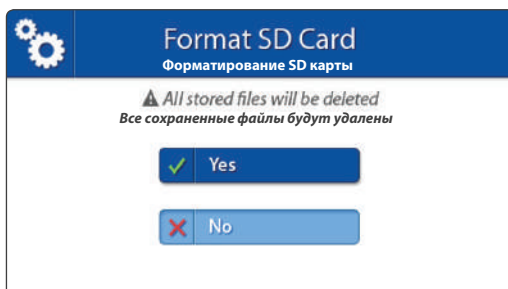 Format SD Card
Форматирование SD карты
All stored files will be deleted
Все сохраненные файлы будут удалены
Yes
No